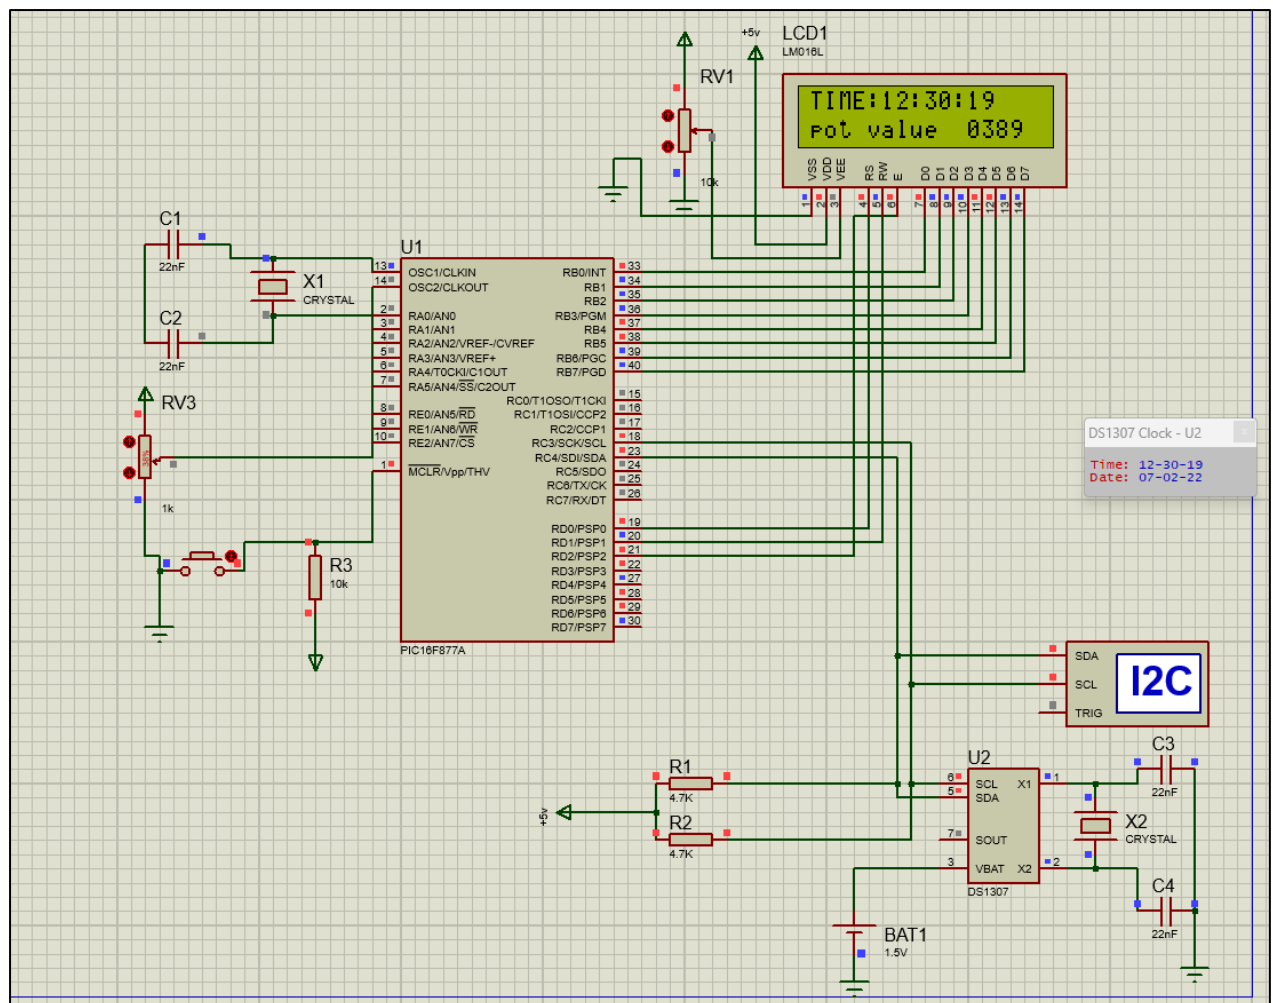 +5v
LCD1
LM016L
RV1
TIME:12:30:19
pot value 0389
VSS
VDD
VEE
RS
RW
E
D0
D1
D2
D3
D4
D5
D6
D7
1
2
3
4
5
6
7
8
9
10
11
12
13
14
10k
C1
22nF
X1
CRYSTAL
C2
22nF
U1
13 OSC1/CLKIN
14 OSC2/CLKOUT
2 RA0/AN0
3 RA1/AN1
4 RA2/AN2/VREF-/CVREF
5 RA3/AN3/VREF+
6 RA4/T0CKI/C1OUT
7 RA5/AN4/SS/C2OUT
8 RE0/AN5/RD
9 RE1/AN6/WR
10 RE2/AN7/CS
1 MCLR/Vpp/THV
RB0/INT 33
RB1 34
RB2 35
RB3/PGM 36
RB4 37
RB5 38
RB6/PGC 39
RB7/PGD 40
RC0/T1OSO/T1CKI 15
RC1/T1OSI/CCP2 16
RC2/CCP1 17
RC3/SCK/SCL 18
RC4/SDI/SDA 23
RC5/SDO 24
RC6/TX/CK 25
RC7/RX/DT 26
RD0/PSP0 19
RD1/PSP1 20
RD2/PSP2 21
RD3/PSP3 22
RD4/PSP4 27
RD5/PSP5 28
RD6/PSP6 29
RD7/PSP7 30
PIC16F877A
RV3
38%
1k
R3
10k
DS1307 Clock - U2
x
Time: 12-30-19
Date: 07-02-22
SDA
SCL
TRIG
I2C
R1
4.7K
+5v
R2
4.7K
U2
6 SCL
5 SDA
7 SOUT
3 VBAT
X1 1
X2 2
DS1307
C3
22nF
X2
CRYSTAL
C4
22nF
BAT1
1.5V